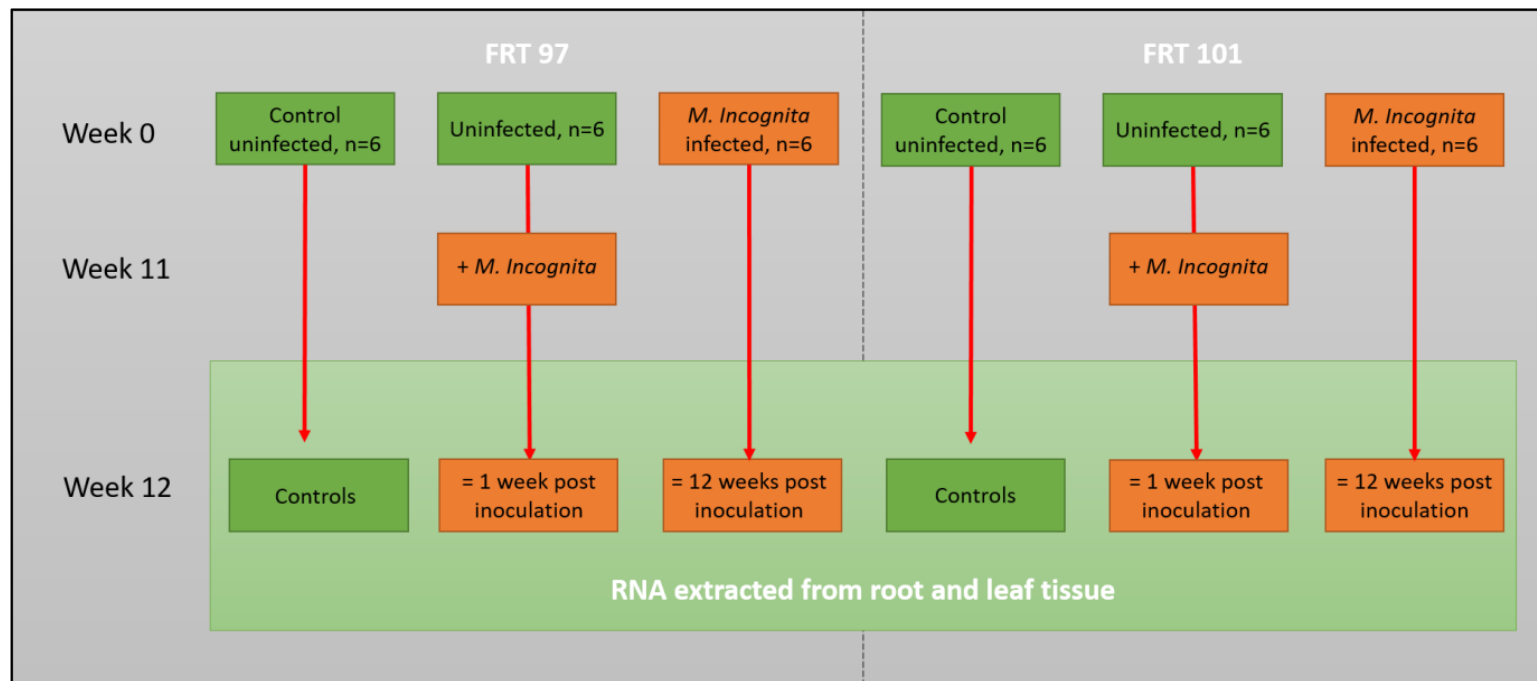 FRT 97
FRT 101
Week 0
Control
uninfected, n=6
Uninfected, n=6
M. Incognita
infected, n=6
Control
uninfected, n=6
Uninfected, n=6
M. Incognita
infected, n=6
Week 11
+ M. Incognita
+ M. Incognita
Week 12
Controls
= 1 week post
inoculation
= 12 weeks post
inoculation
Controls
= 1 week post
inoculation
= 12 weeks post
inoculation
RNA extracted from root and leaf tissue